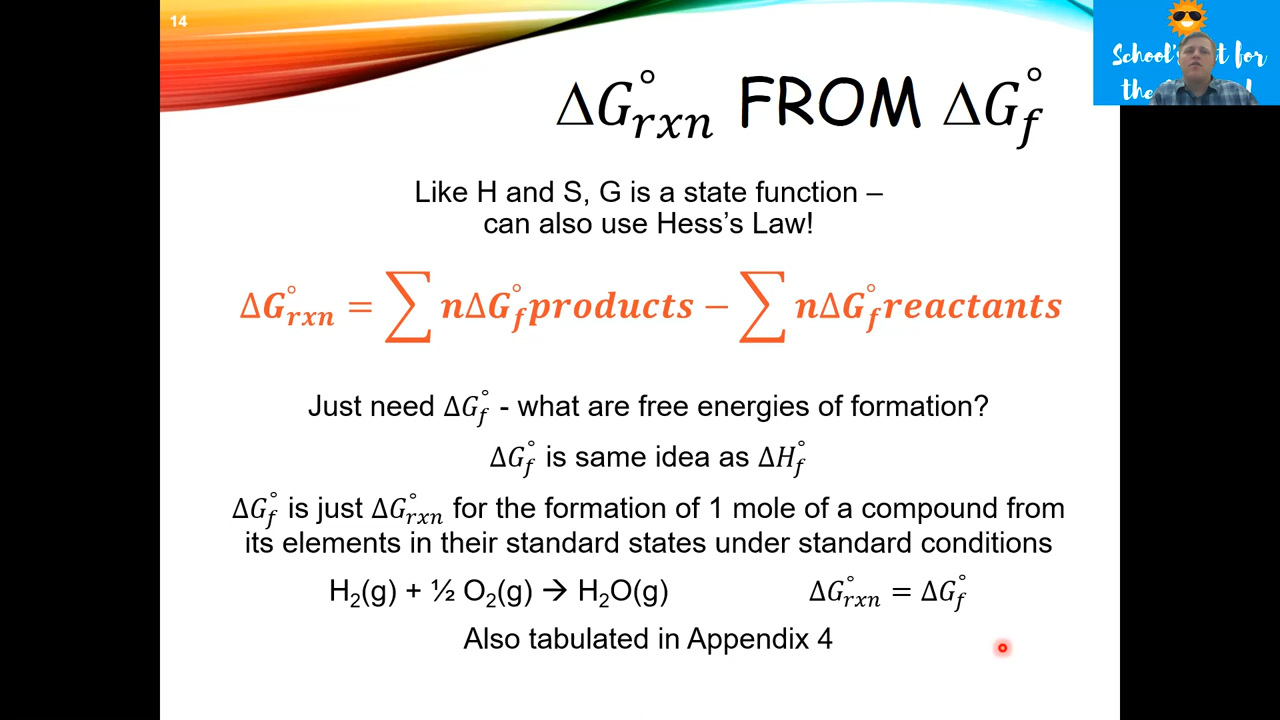 14
School's t for
the
ΔG°rxn FROM ΔG°f
Like H and S, G is a state function –
can also use Hess's Law!
ΔG°rxn = ∑ nΔG°f products − ∑ nΔG°f reactants
Just need ΔG°f - what are free energies of formation?
ΔG°f is same idea as ΔH°f
ΔG°f is just ΔG°rxn for the formation of 1 mole of a compound from
its elements in their standard states under standard conditions
H₂(g) + ½ O₂(g) → H₂O(g) ΔG°rxn = ΔG°f
Also tabulated in Appendix 4